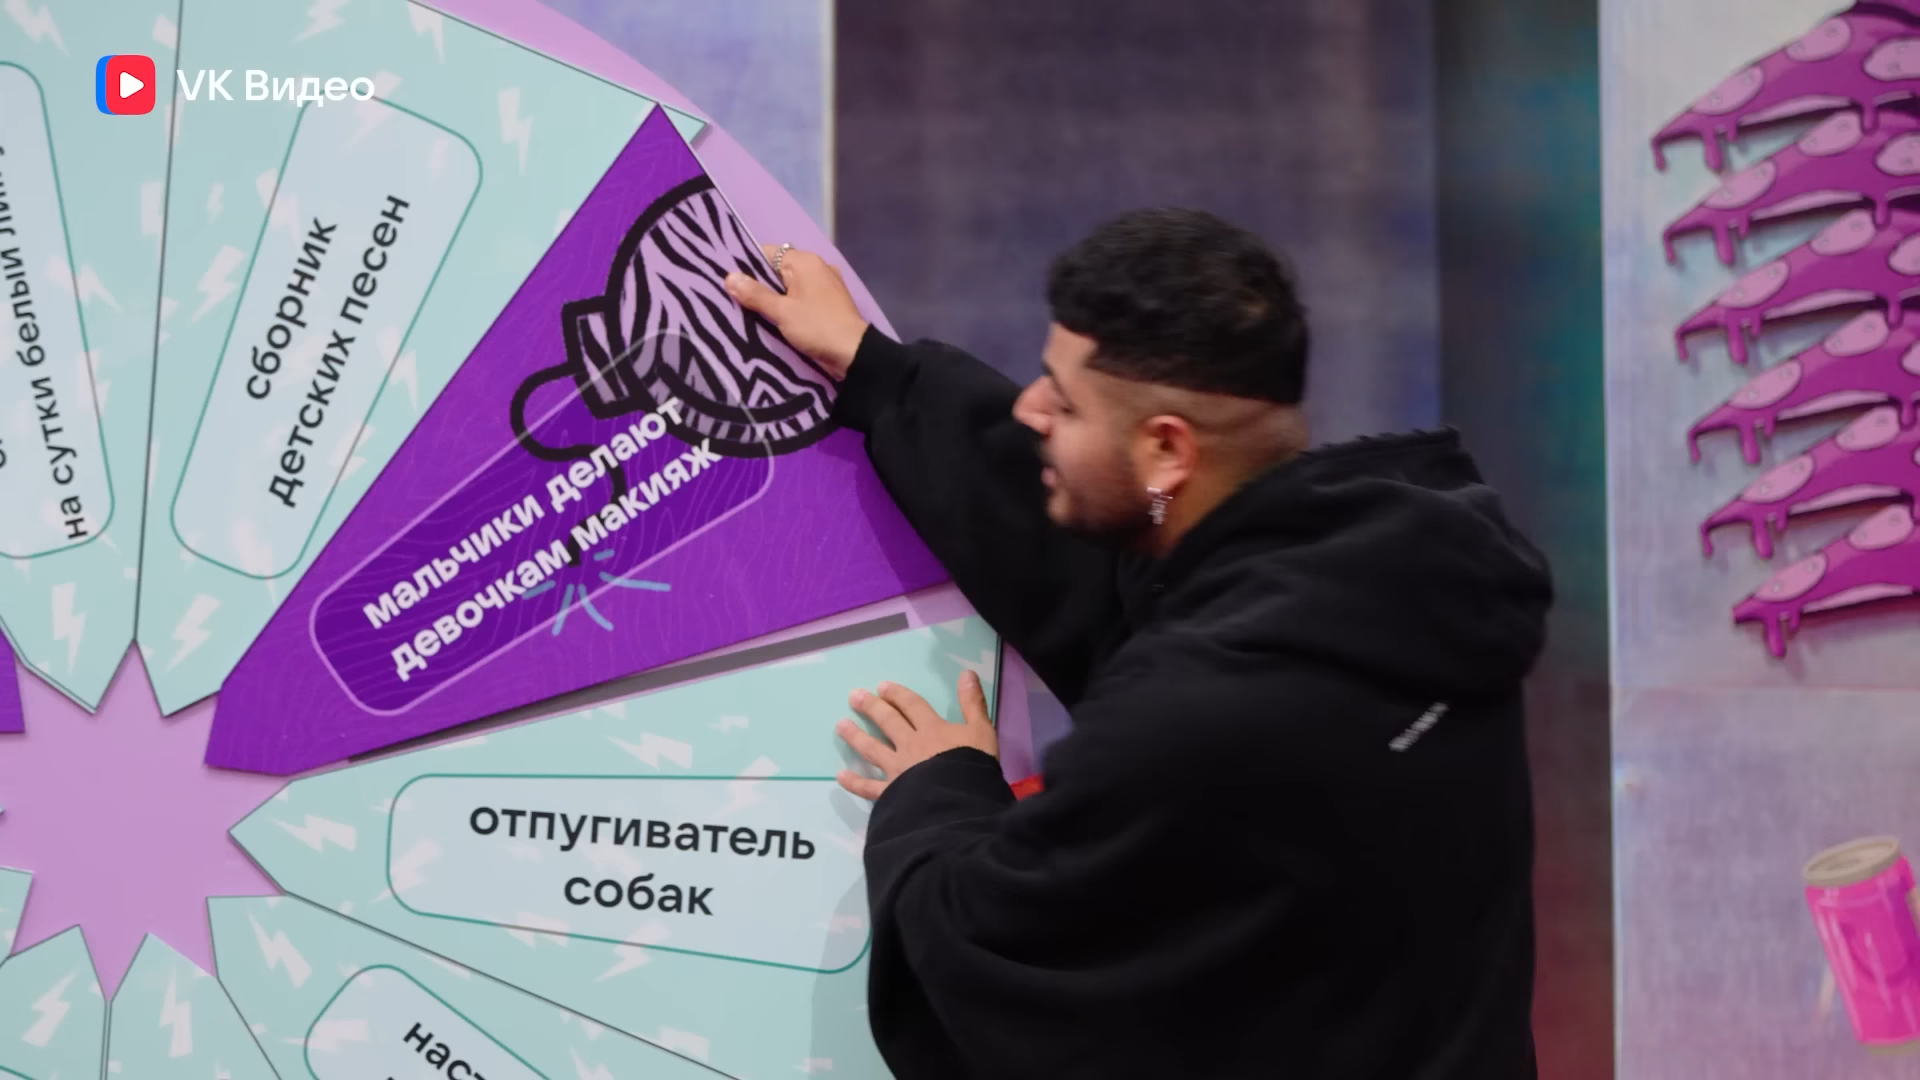 VK Видео
на сутки белый
сборник
детских песен
мальчики делают
девочкам макияж
отпугиватель
собак